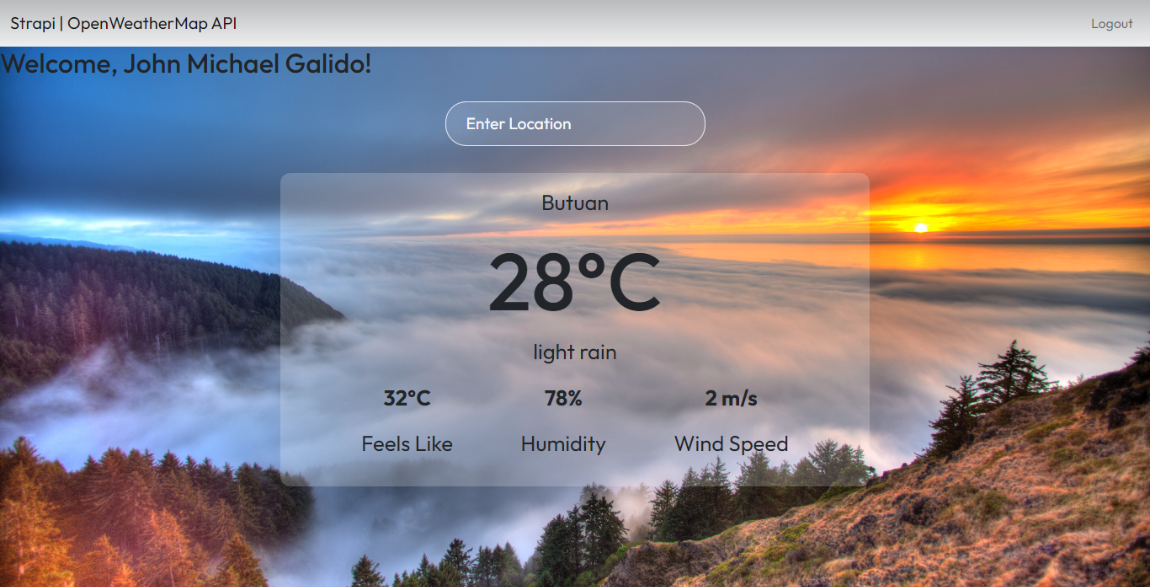 Strapi | OpenWeatherMap API
Logout
Welcome, John Michael Galido!
Enter Location
Butuan
28°C
light rain
32°C 78% 2 m/s
Feels Like Humidity Wind Speed